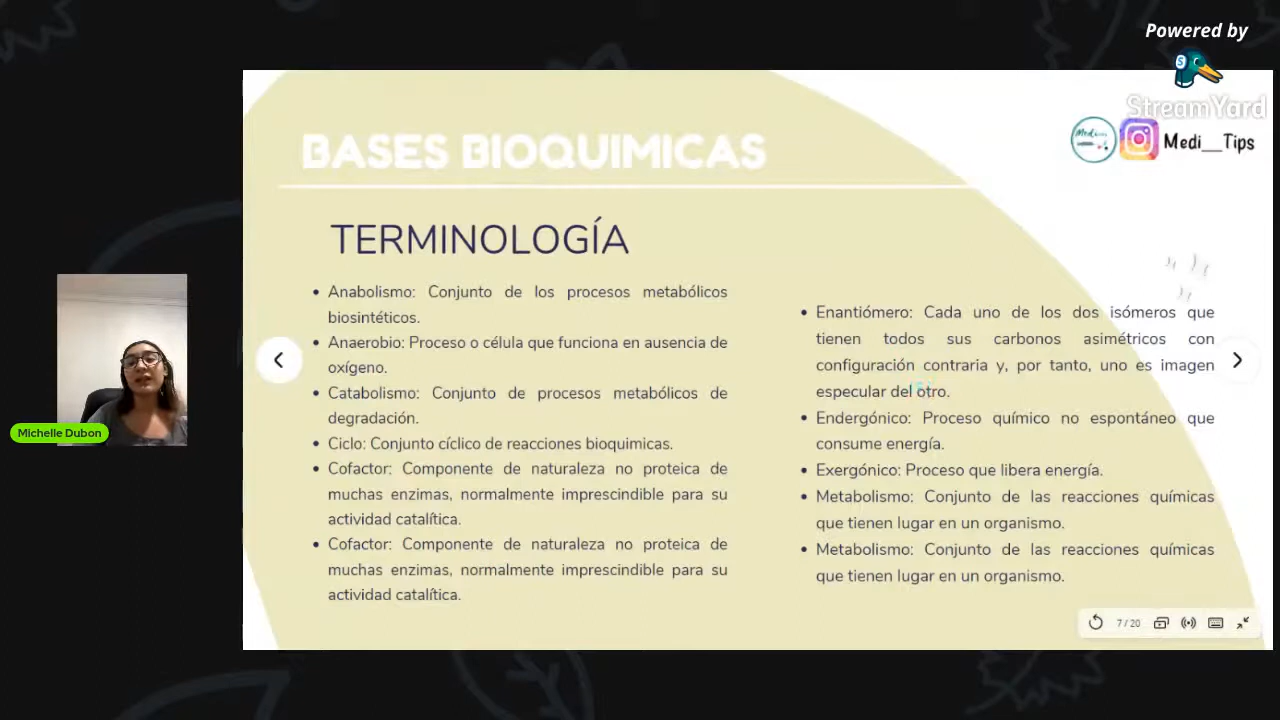 Powered by
StreamYard
Medi__Tips
BASES BIOQUIMICAS
TERMINOLOGÍA
• Anabolismo: Conjunto de los procesos metabólicos
biosintéticos.
• Anaerobio: Proceso o célula que funciona en ausencia de
oxígeno.
• Catabolismo: Conjunto de procesos metabólicos de
degradación.
• Ciclo: Conjunto cíclico de reacciones bioquimicas.
• Cofactor: Componente de naturaleza no proteica de
muchas enzimas, normalmente imprescindible para su
actividad catalítica.
• Cofactor: Componente de naturaleza no proteica de
muchas enzimas, normalmente imprescindible para su
actividad catalítica.
• Enantiómero: Cada uno de los dos isómeros que
tienen todos sus carbonos asimétricos con
configuración contraria y, por tanto, uno es imagen
especular del otro.
• Endergónico: Proceso químico no espontáneo que
consume energía.
• Exergónico: Proceso que libera energía.
• Metabolismo: Conjunto de las reacciones químicas
que tienen lugar en un organismo.
• Metabolismo: Conjunto de las reacciones químicas
que tienen lugar en un organismo.
Michelle Dubon
7 / 20